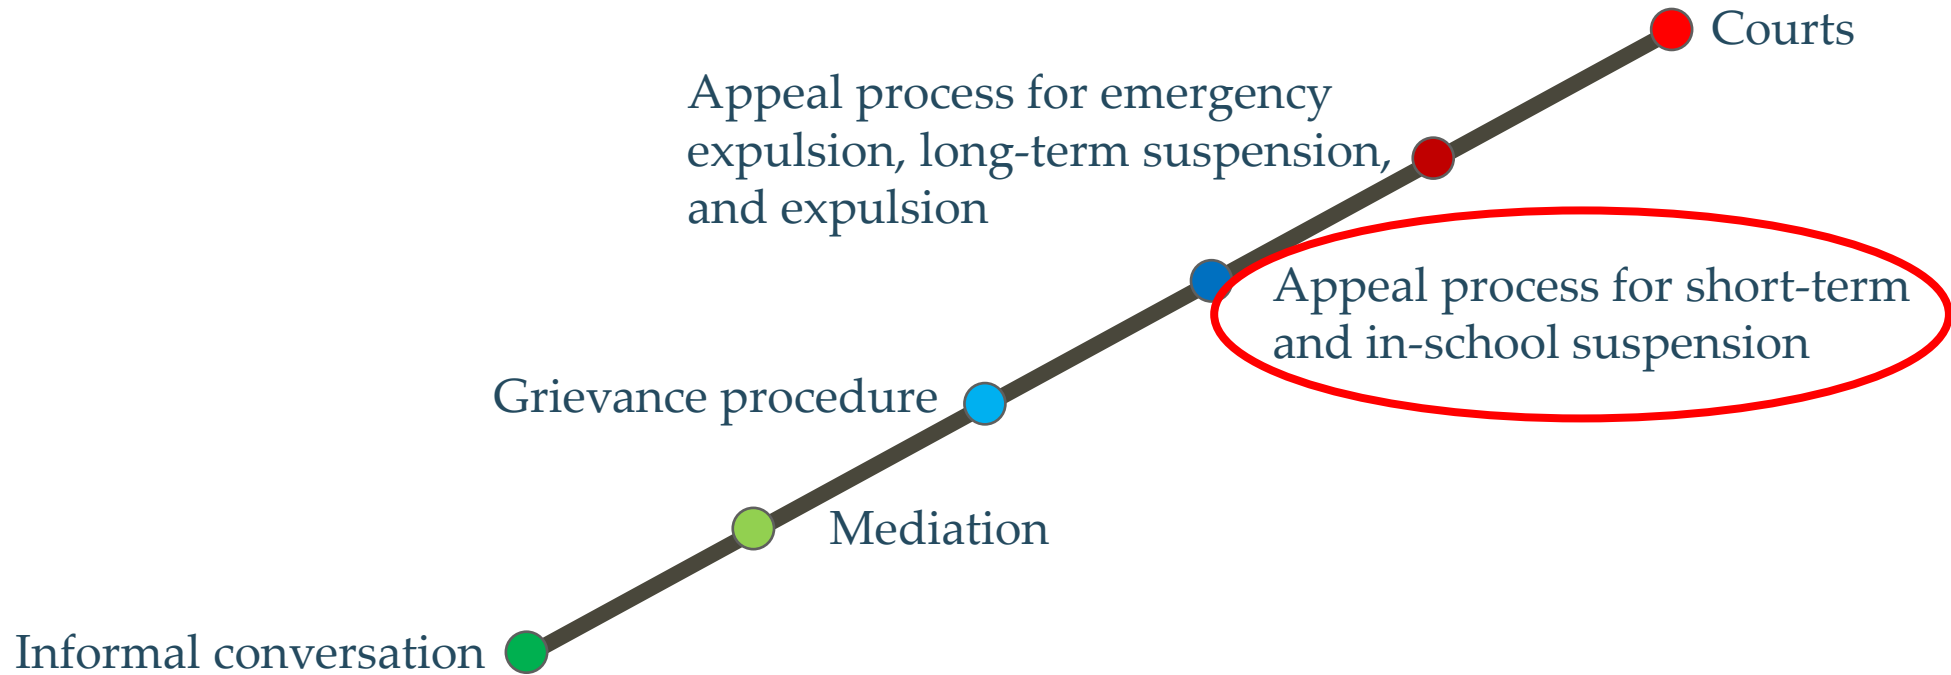 Courts
Appeal process for emergency
expulsion, long-term suspension,
and expulsion
Appeal process for short-term
and in-school suspension
Grievance procedure
Mediation
Informal conversation